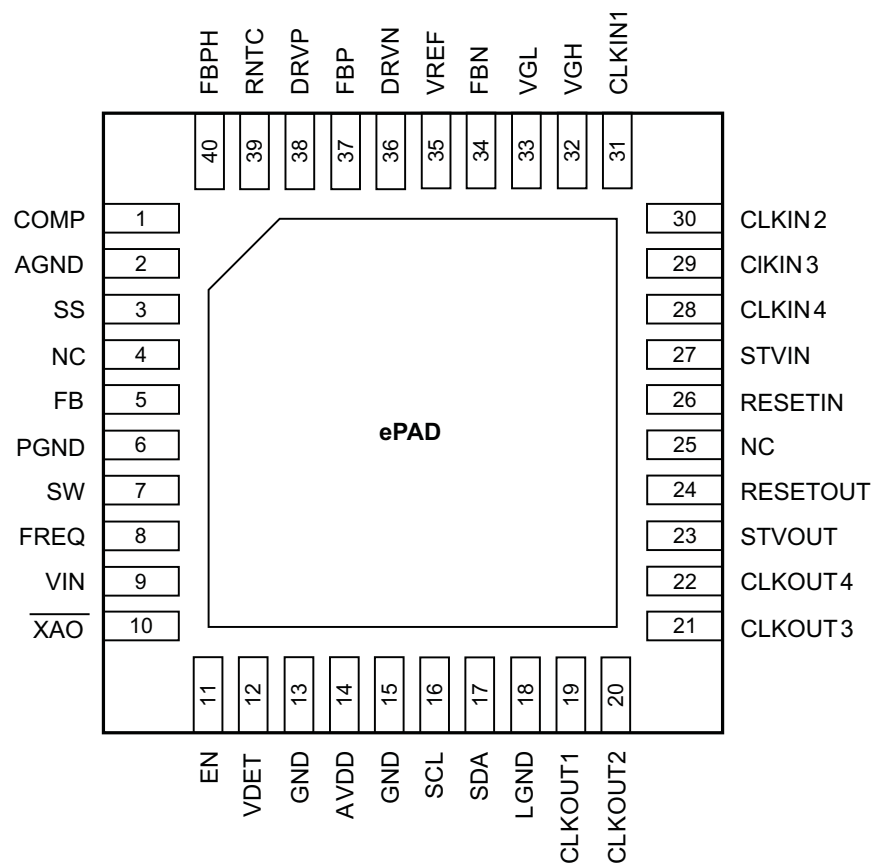 FBPH
RNTC
DRVP
FBP
DRVN
VREF
FBN
VGL
VGH
CLKIN1
40
39
38
37
36
35
34
33
32
31
COMP 1
AGND 2
SS 3
NC 4
FB 5
PGND 6
SW 7
FREQ 8
VIN 9
XAO 10
ePAD
30 CLKIN2
29 ClKIN3
28 CLKIN4
27 STVIN
26 RESETIN
25 NC
24 RESETOUT
23 STVOUT
22 CLKOUT4
21 CLKOUT3
11
12
13
14
15
16
17
18
19
20
EN
VDET
GND
AVDD
GND
SCL
SDA
LGND
CLKOUT1
CLKOUT2